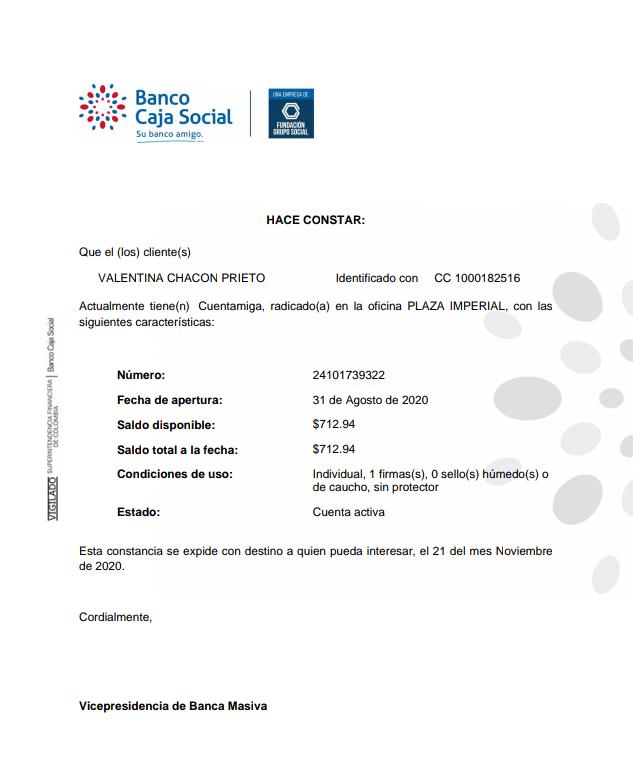 Banco
Caja Social
Su banco amigo.
UNA EMPRESA DE
FUNDACIÓN
GRUPO SOCIAL
HACE CONSTAR:
Que el (los) cliente(s)
VALENTINA CHACON PRIETO Identificado con CC 1000182516
Actualmente tiene(n) Cuentamiga, radicado(a) en la oficina PLAZA IMPERIAL, con las
siguientes características:
Número: 24101739322
Fecha de apertura: 31 de Agosto de 2020
Saldo disponible: $712.94
Saldo total a la fecha: $712.94
Condiciones de uso: Individual, 1 firmas(s), 0 sello(s) húmedo(s) o
de caucho, sin protector
Estado: Cuenta activa
Esta constancia se expide con destino a quien pueda interesar, el 21 del mes Noviembre
de 2020.
Cordialmente,
Vicepresidencia de Banca Masiva
VIGILADO SUPERINTENDENCIA FINANCIERA
DE COLOMBIA
Banco Caja Social